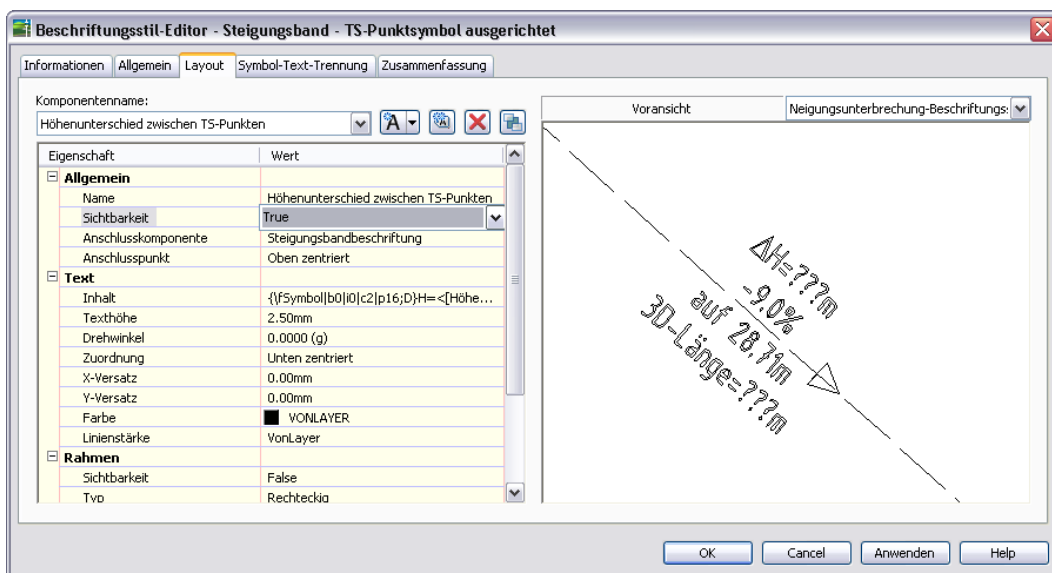 Beschriftungsstil-Editor - Steigungsband - TS-Punktsymbol ausgerichtet
Informationen Allgemein Layout Symbol-Text-Trennung Zusammenfassung
Komponentenname:
Höhenunterschied zwischen TS-Punkten
Eigenschaft Wert
Allgemein
Name Höhenunterschied zwischen TS-Punkten
Sichtbarkeit True
Anschlusskomponente Steigungsbandbeschriftung
Anschlusspunkt Oben zentriert
Text
Inhalt {\fSymbol|b0|i0|c2|p16;D}H=<[Höhe...
Texthöhe 2.50mm
Drehwinkel 0.0000 (g)
Zuordnung Unten zentriert
X-Versatz 0.00mm
Y-Versatz 0.00mm
Farbe VONLAYER
Linienstärke VonLayer
Rahmen
Sichtbarkeit False
Typ Rechteckig
Voransicht Neigungsunterbrechung-Beschriftungs:
ΔH=???m
-9.0%
auf 28,71m
3D-Länge=???m
OK Cancel Anwenden Help